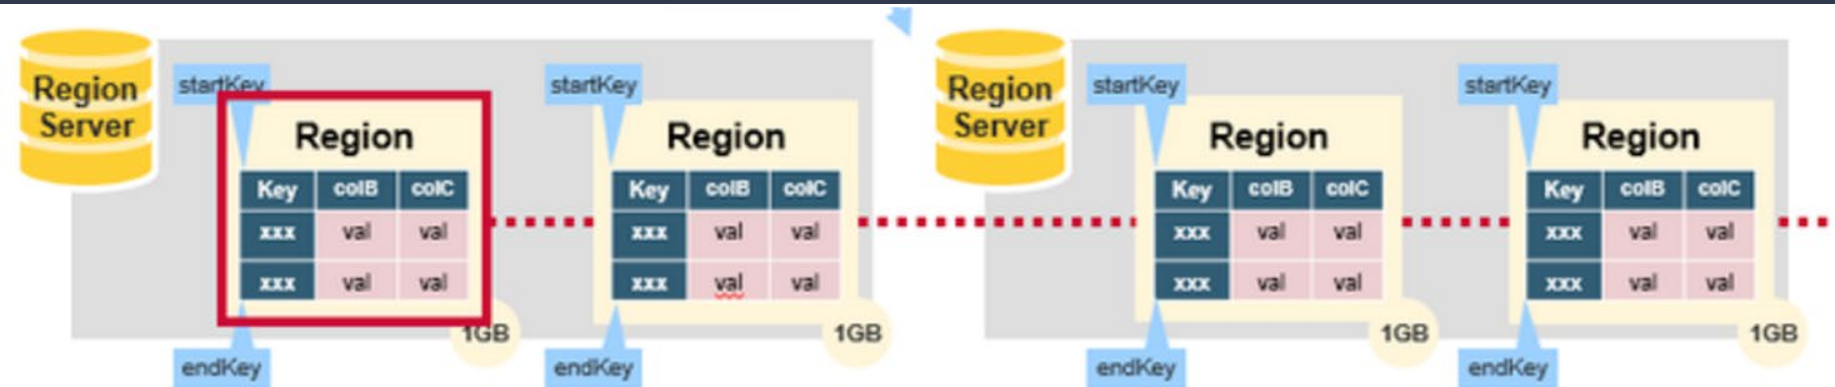 Region
Server
startKey
Region
Key colB colC
xxx val val
xxx val val
1GB
endKey
startKey
Region
Key colB colC
xxx val val
xxx val val
1GB
endKey
Region
Server
startKey
Region
Key colB colC
xxx val val
xxx val val
1GB
endKey
startKey
Region
Key colB colC
xxx val val
xxx val val
1GB
endKey